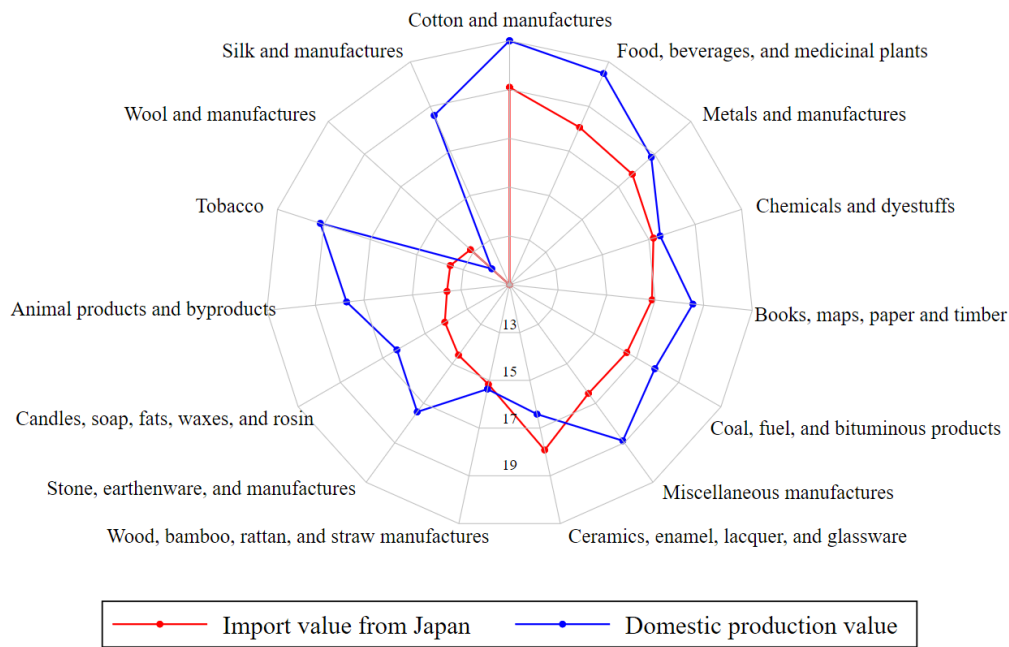 Cotton and manufactures
Silk and manufactures
Food, beverages, and medicinal plants
Wool and manufactures
Metals and manufactures
Tobacco
Chemicals and dyestuffs
Animal products and byproducts
Books, maps, paper and timber
13
15
17
19
Candles, soap, fats, waxes, and rosin
Coal, fuel, and bituminous products
Stone, earthenware, and manufactures
Miscellaneous manufactures
Wood, bamboo, rattan, and straw manufactures
Ceramics, enamel, lacquer, and glassware
Import value from Japan
Domestic production value